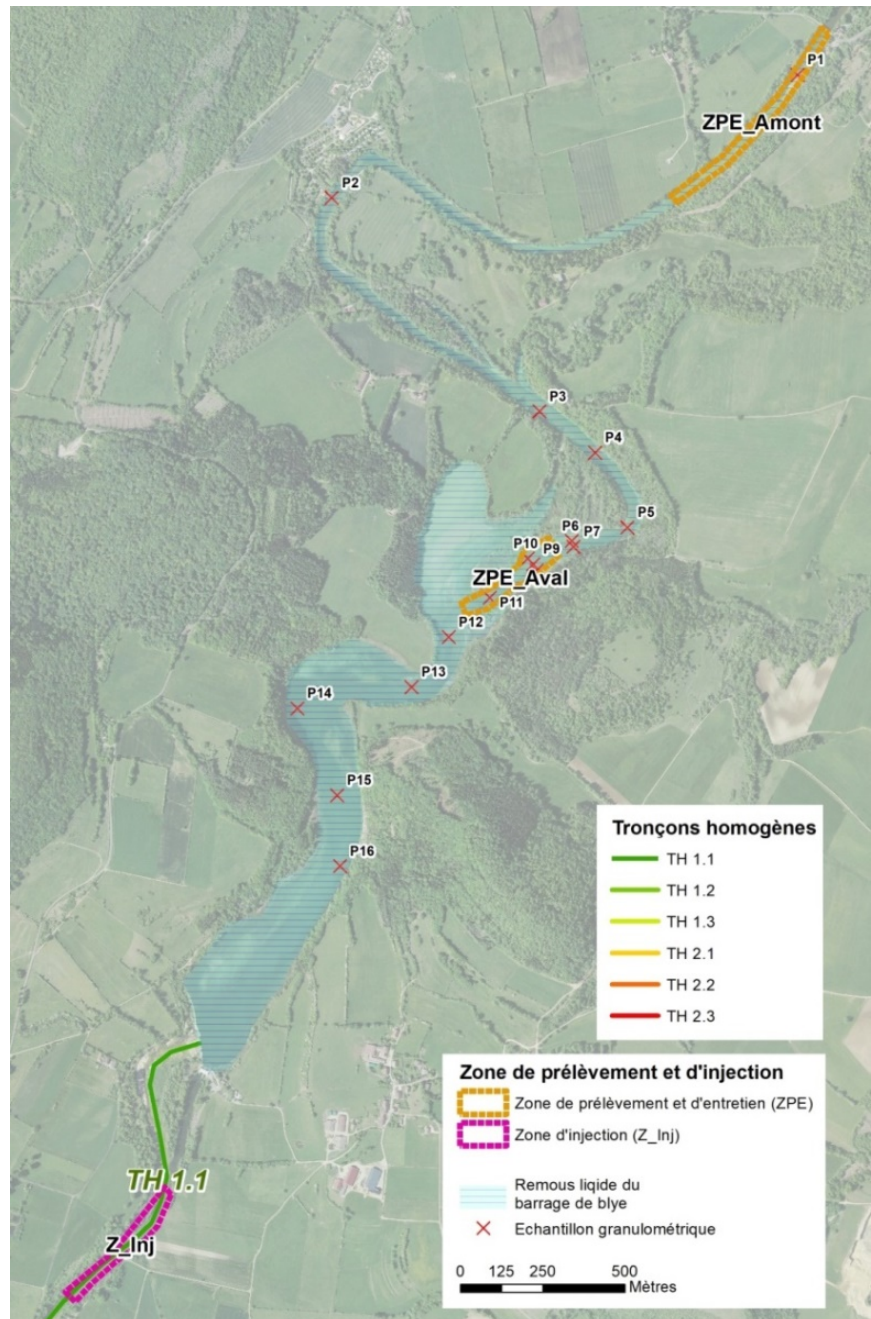 P1
ZPE_Amont
P2
P3
P4
P5
P6
P7
P10
P9
ZPE_Aval
P11
P12
P13
P14
P15
P16
Tronçons homogènes
TH 1.1
TH 1.2
TH 1.3
TH 2.1
TH 2.2
TH 2.3
Zone de prélèvement et d'injection
Zone de prélèvement et d'entretien (ZPE)
Zone d'injection (Z_Inj)
Remous liqide du
barrage de blye
Echantillon granulométrique
0 125 250 500
Mètres
TH 1.1
Z_Inj